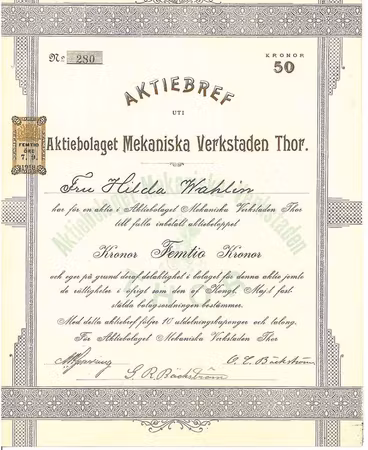 No 280
KRONOR
50
AKTIEBREF
UTI
Aktiebolaget Mekaniska Verkstaden Thor.
FEMTIO
ÖRE
7. 9.
Fru Hilda Wahlin
har för en aktie i Aktiebolaget Mekaniska Verkstaden Thor
till fullo inbetalt aktiebeloppet
Kronor Femtio Kronor
och eger på grund deraf delaktighet i bolaget för denna aktie jemte
de rättigheter i öfrigt som den af Kongl. Maj:t fast
stälda bolagsordningen bestämmer.
Med detta aktiebref följer 10 utdelningskuponger och talong.
För Aktiebolaget Mekaniska Verkstaden Thor
O. E. Bäckström
G. R. Bäckström